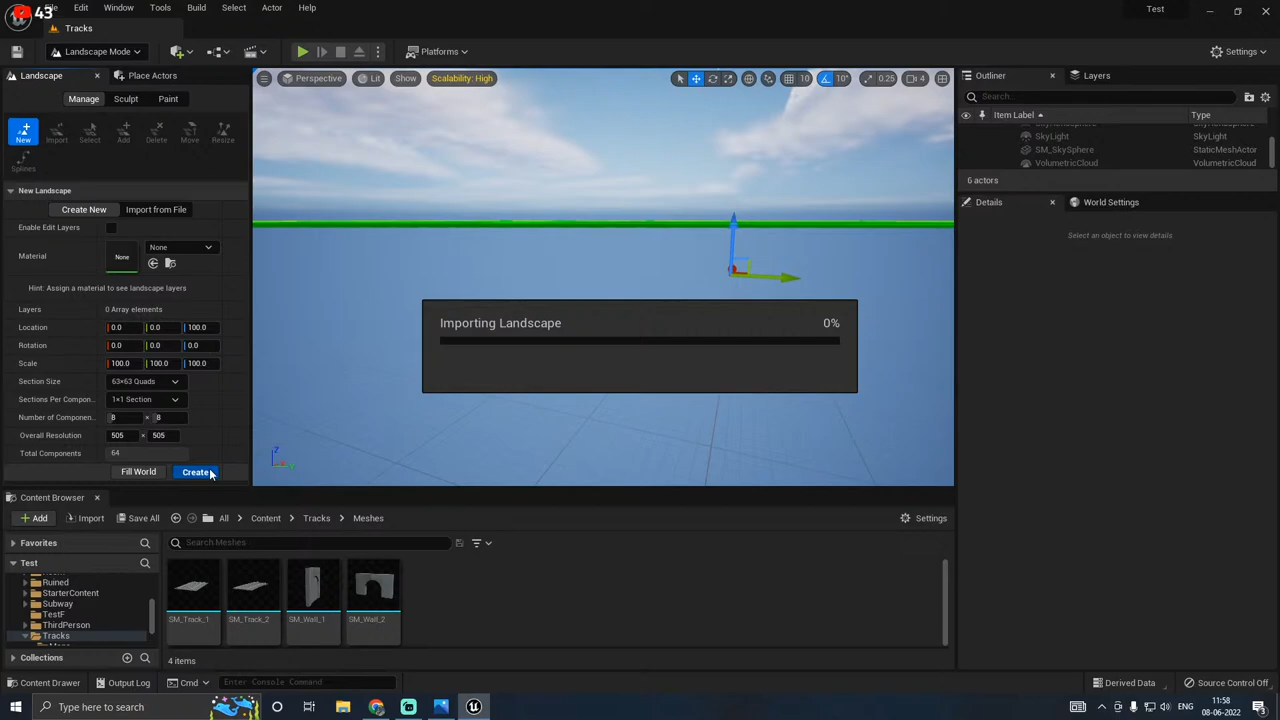 43
File Edit Window Tools Build Select Actor Help
Test
Tracks
Landscape Mode
Platforms
Settings
Landscape
Place Actors
Perspective
Lit
Show
Scalability: High
10
10°
0.25
4
Outliner
Layers
Search...
Manage
Sculpt
Paint
Item Label
Type
New
Import
Select
Add
Delete
Move
Resize
SkyLight
SkyLight
SM_SkySphere
StaticMeshActor
VolumetricCloud
VolumetricCloud
Splines
6 actors
New Landscape
Details
World Settings
Create New
Import from File
Select an object to view details
Enable Edit Layers
Material
None
None
Hint: Assign a material to see landscape layers
Layers
0 Array elements
Location
0.0
0.0
100.0
Rotation
0.0
0.0
0.0
Scale
100.0
100.0
100.0
Section Size
63×63 Quads
Sections Per Compon...
1×1 Section
Number of Componen...
8 × 8
Overall Resolution
505 × 505
Total Components
64
Fill World
Create
Importing Landscape
0%
Z
Content Browser
Add
Import
Save All
All
Content
Tracks
Meshes
Settings
Favorites
Search Meshes
Test
Ruined
StarterContent
Subway
TestF
ThirdPerson
Tracks
SM_Track_1
SM_Track_2
SM_Wall_1
SM_Wall_2
Collections
4 items
Content Drawer
Output Log
Cmd
Enter Console Command
Derived Data
Source Control Off
Type here to search
ENG
11:58
08-06-2022